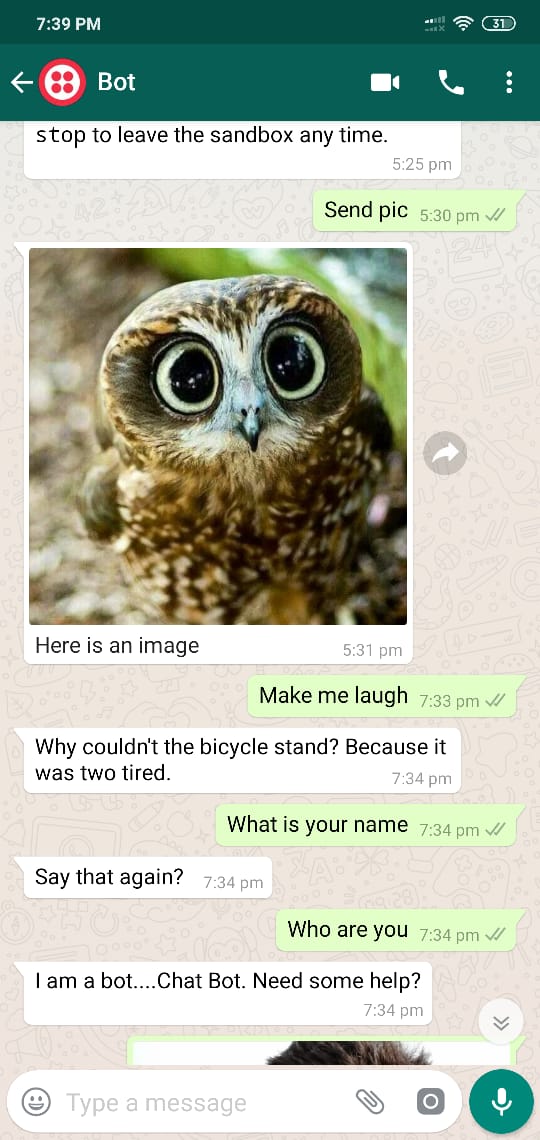 7:39 PM
31
Bot
stop to leave the sandbox any time.
5:25 pm
Send pic 5:30 pm
Here is an image 5:31 pm
Make me laugh 7:33 pm
Why couldn't the bicycle stand? Because it
was two tired. 7:34 pm
What is your name 7:34 pm
Say that again? 7:34 pm
Who are you 7:34 pm
I am a bot....Chat Bot. Need some help?
7:34 pm
Type a message